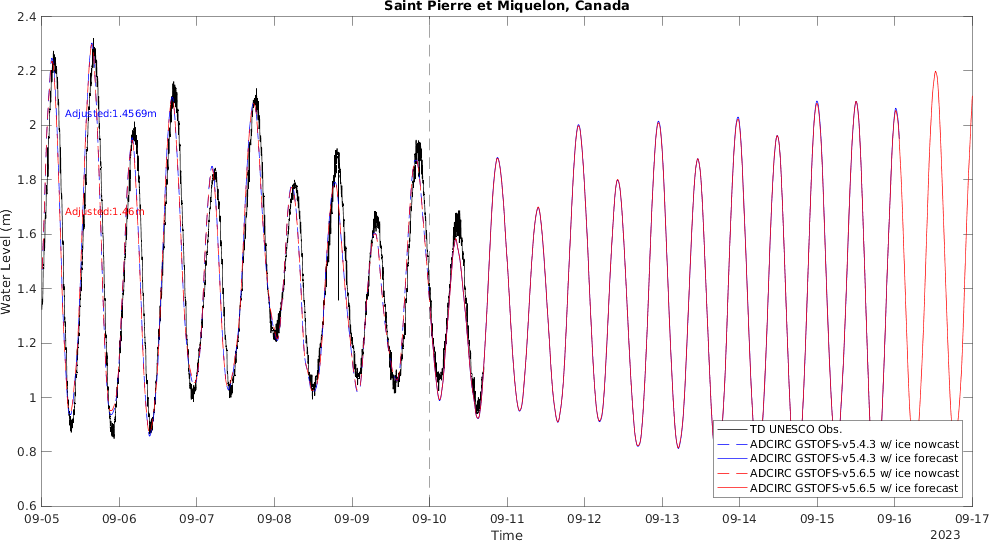 Saint Pierre et Miquelon, Canada
2.4
2.2
2
1.8
1.6
1.4
1.2
1
0.8
0.6
Water Level (m)
Adjusted:1.4569m
Adjusted:1.46m
TD UNESCO Obs.
ADCIRC GSTOFS-v5.4.3 w/ ice nowcast
ADCIRC GSTOFS-v5.4.3 w/ ice forecast
ADCIRC GSTOFS-v5.6.5 w/ ice nowcast
ADCIRC GSTOFS-v5.6.5 w/ ice forecast
09-05 09-06 09-07 09-08 09-09 09-10 09-11 09-12 09-13 09-14 09-15 09-16 09-17
Time
2023